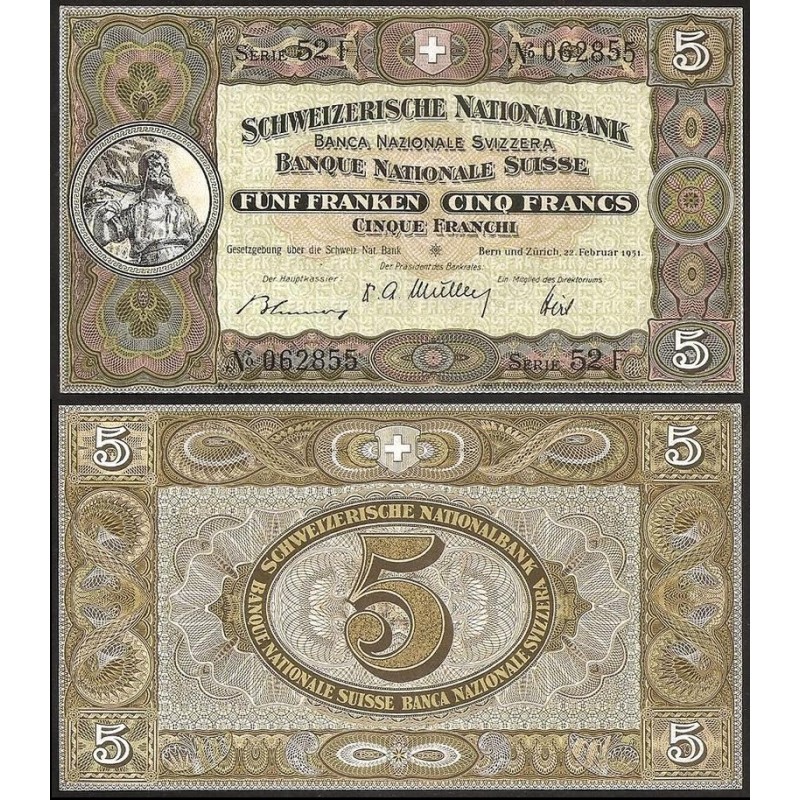 SERIE 52 F
5
No 062855
SCHWEIZERISCHE NATIONALBANK
BANCA NAZIONALE SVIZZERA
BANQUE NATIONALE SUISSE
FÜNF FRANKEN CINQ FRANCS
CINQUE FRANCHI
Gesetzgebung über die Schweiz. Nat. Bank
Bern und Zürich, 22. Februar 1951.
Der Präsident des Bankrates:
Der Hauptkassier:
Ein Mitglied des Direktoriums:
Müller
No 062855
SERIE 52 F
5
5
5
SCHWEIZERISCHE NATIONALBANK
5
BANQUE NATIONALE SUISSE
BANCA NAZIONALE SVIZZERA
5
5